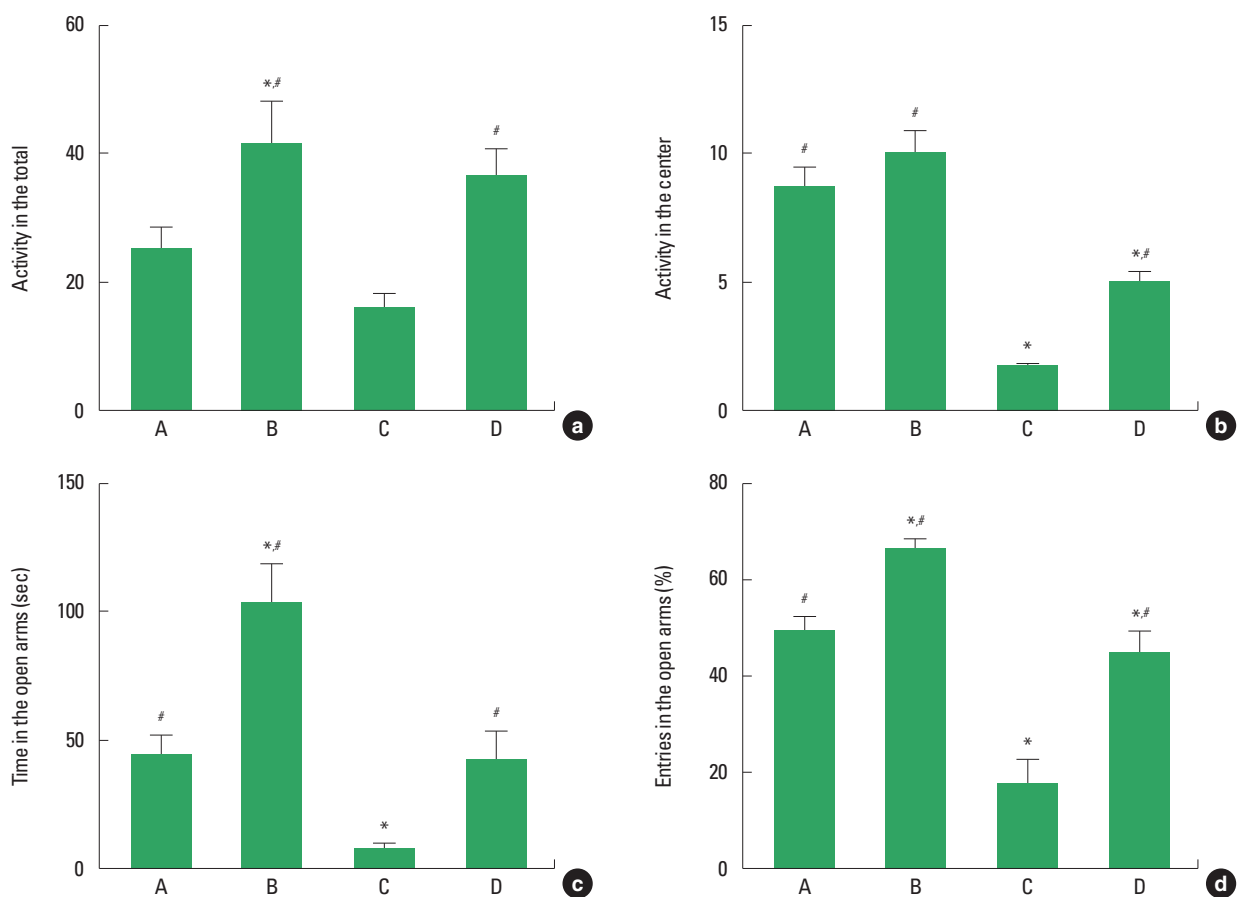 Activity in the total
60
40
20
0
*,#
#
A B C D
a
Activity in the center
15
10
5
0
#
#
*
*,#
A B C D
b
Time in the open arms (sec)
150
100
50
0
#
*,#
*
#
A B C D
c
Entries in the open arms (%)
80
60
40
20
0
#
*,#
*
*,#
A B C D
d